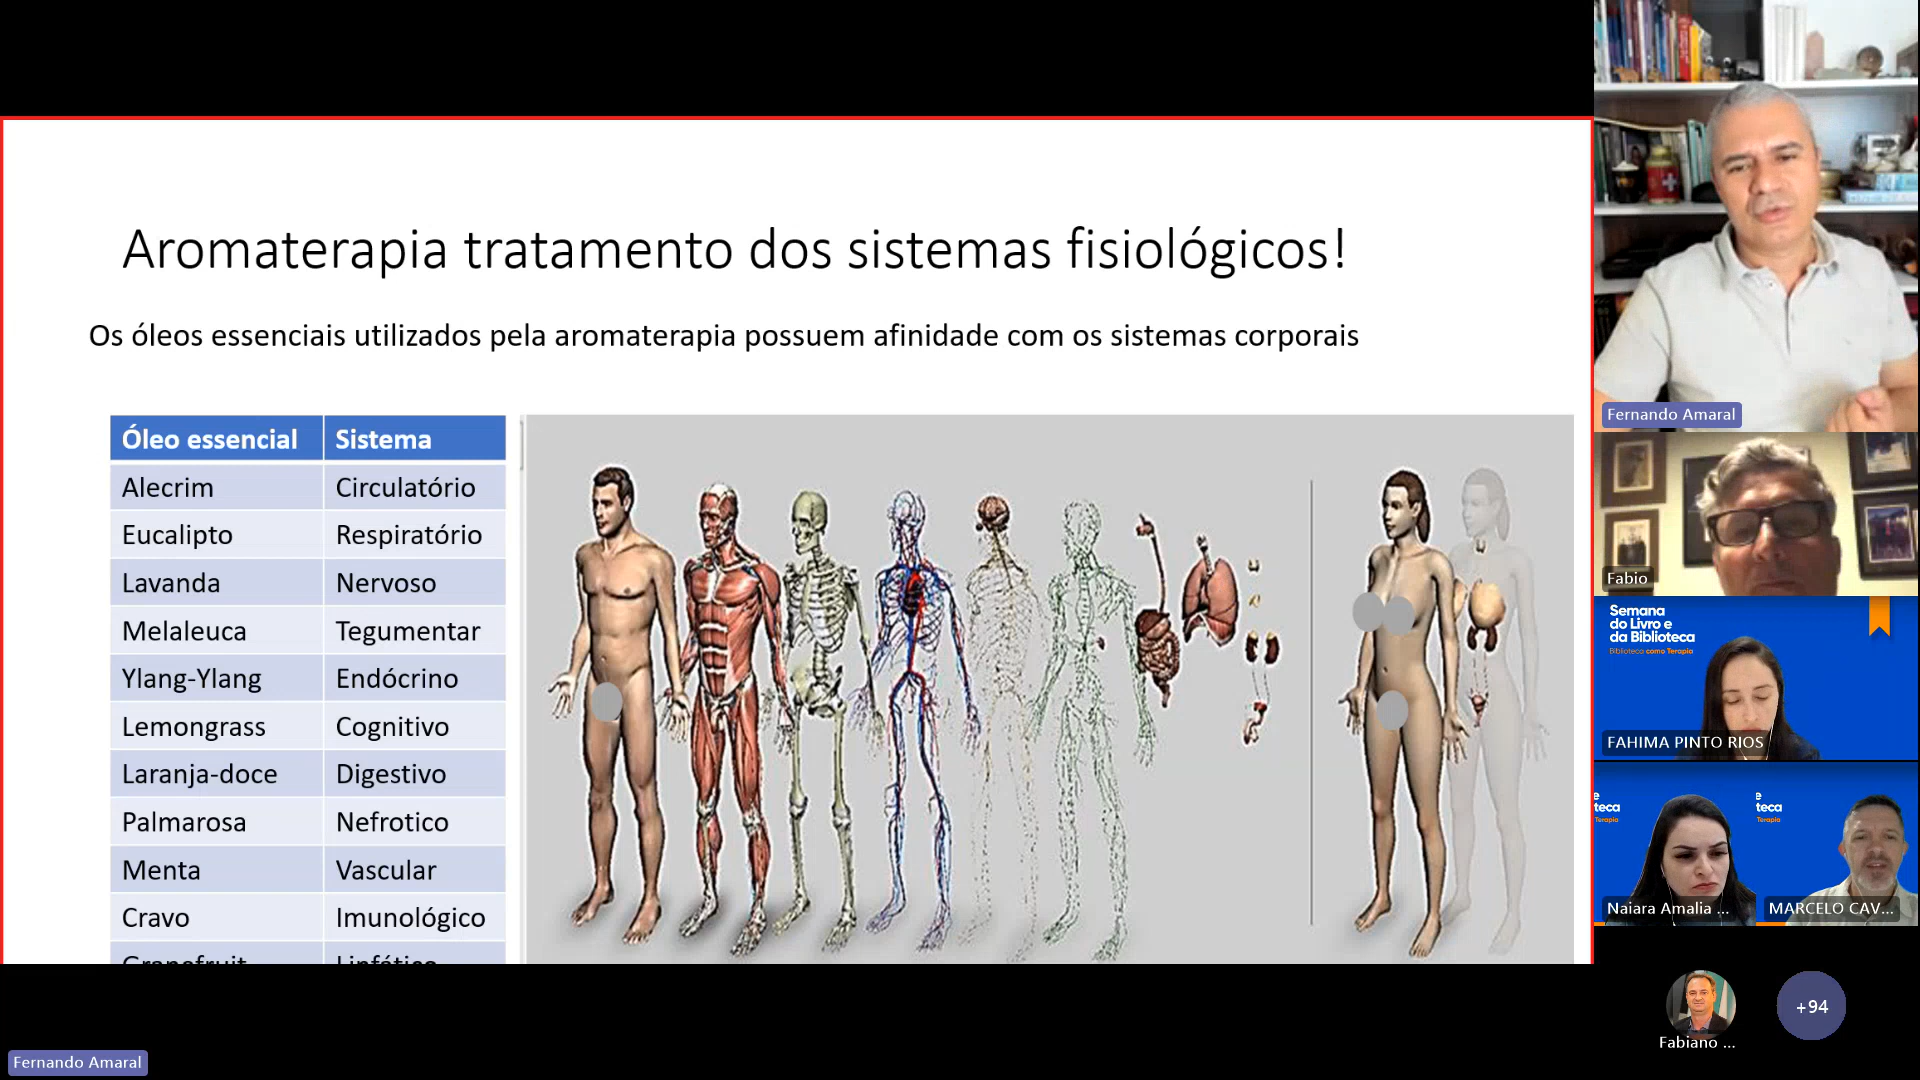 Aromaterapia tratamento dos sistemas fisiológicos!
Os óleos essenciais utilizados pela aromaterapia possuem afinidade com os sistemas corporais
Óleo essencial Sistema
Alecrim Circulatório
Eucalipto Respiratório
Lavanda Nervoso
Melaleuca Tegumentar
Ylang-Ylang Endócrino
Lemongrass Cognitivo
Laranja-doce Digestivo
Palmarosa Nefrotico
Menta Vascular
Cravo Imunológico
Grapefruit Linfático
Fernando Amaral
Fernando Amaral
Fabio
Semana
do Livro e
da Biblioteca
Biblioteca como Terapia
FAHIMA PINTO RIOS
e
teca
Terapia
Naiara Amalia ...
e
teca
Terapia
MARCELO CAV...
Fabiano ...
+94